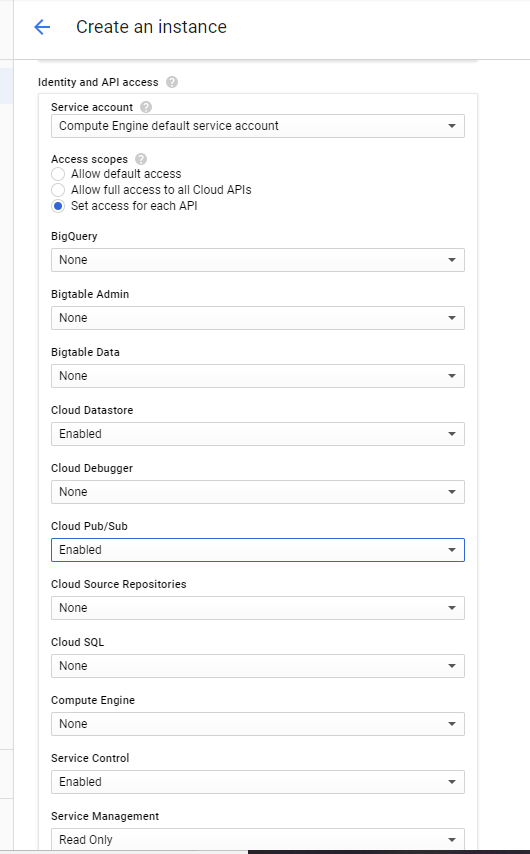 Create an instance
Identity and API access
Service account
Compute Engine default service account
Access scopes
Allow default access
Allow full access to all Cloud APIs
Set access for each API
BigQuery
None
Bigtable Admin
None
Bigtable Data
None
Cloud Datastore
Enabled
Cloud Debugger
None
Cloud Pub/Sub
Enabled
Cloud Source Repositories
None
Cloud SQL
None
Compute Engine
None
Service Control
Enabled
Service Management
Read Only